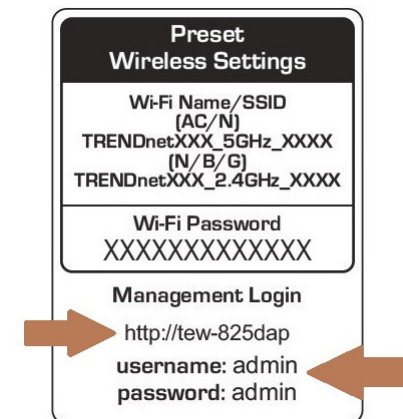 Preset
Wireless Settings
Wi-Fi Name/SSID
(AC/N)
TRENDnetXXX_5GHz_XXXX
(N/B/G)
TRENDnetXXX_2.4GHz_XXXX
Wi-Fi Password
XXXXXXXXXXXXX
Management Login
http://tew-825dap
username: admin
password: admin